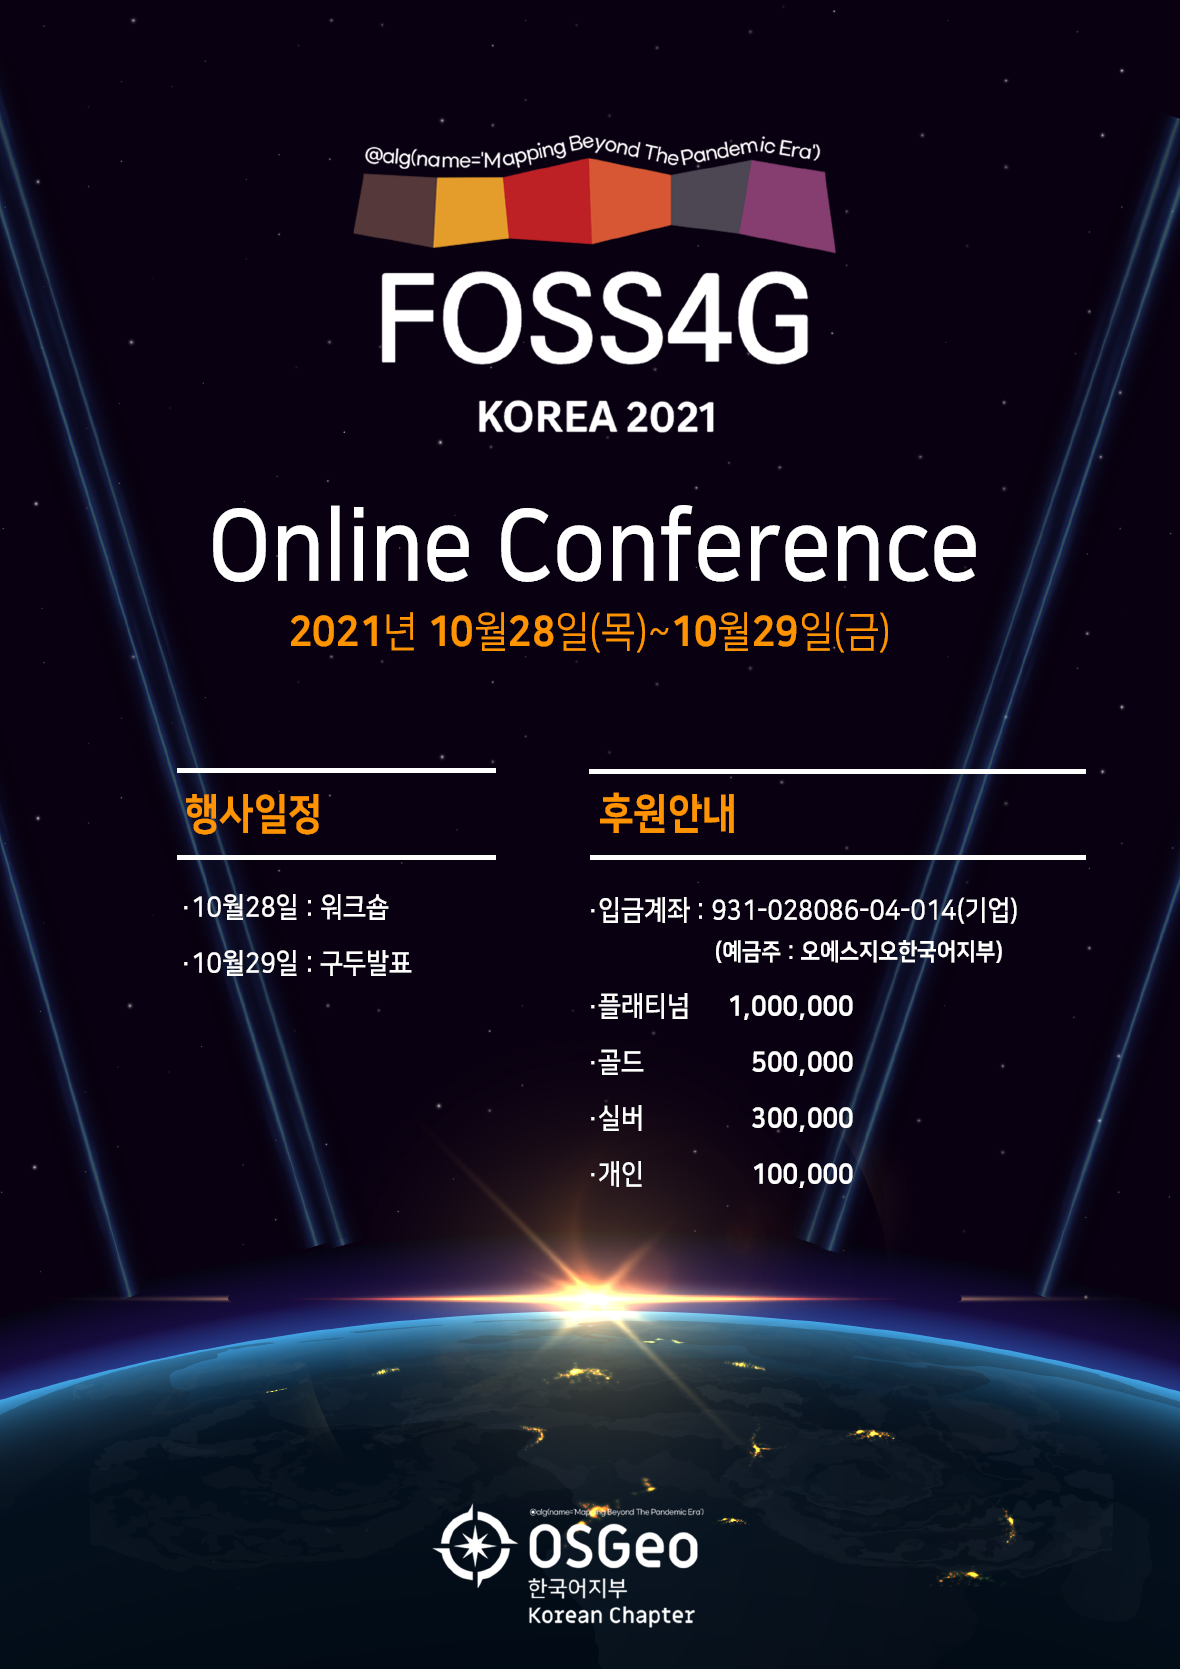 @alg(name='Mapping Beyond The Pandemic Era')
FOSS4G
KOREA 2021
Online Conference
2021년 10월28일(목)~10월29일(금)
행사일정
·10월28일 : 워크숍
·10월29일 : 구두발표
후원안내
·입금계좌 : 931-028086-04-014(기업)
(예금주 : 오에스지오한국어지부)
·플래티넘 1,000,000
·골드 500,000
·실버 300,000
·개인 100,000
@alg(name='Mapping Beyond The Pandemic Era')
OSGeo
한국어지부
Korean Chapter